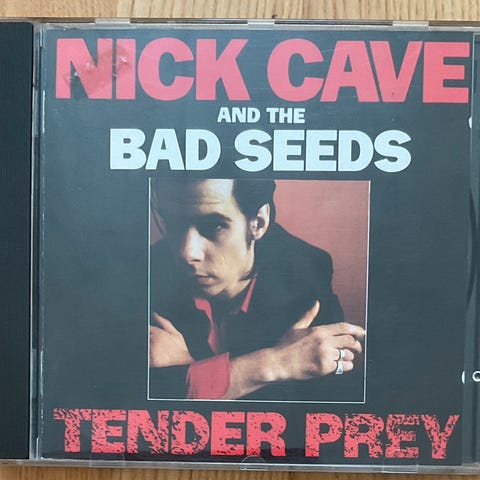 NICK CAVE
AND THE
BAD SEEDS
TENDER PREY